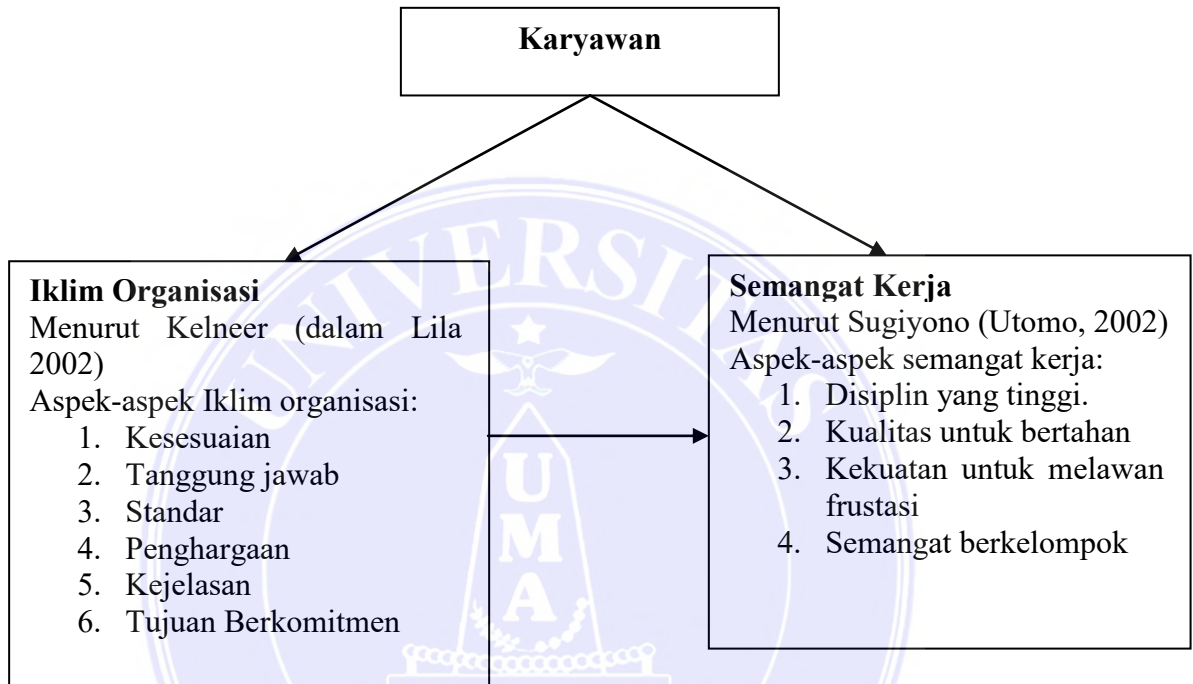 Karyawan
Iklim Organisasi
Menurut Kelneer (dalam Lila
2002)
Aspek-aspek Iklim organisasi:
1. Kesesuaian
2. Tanggung jawab
3. Standar
4. Penghargaan
5. Kejelasan
6. Tujuan Berkomitmen
Semangat Kerja
Menurut Sugiyono (Utomo, 2002)
Aspek-aspek semangat kerja:
1. Disiplin yang tinggi.
2. Kualitas untuk bertahan
3. Kekuatan untuk melawan
frustasi
4. Semangat berkelompok
UNIVERSITAS
UMA